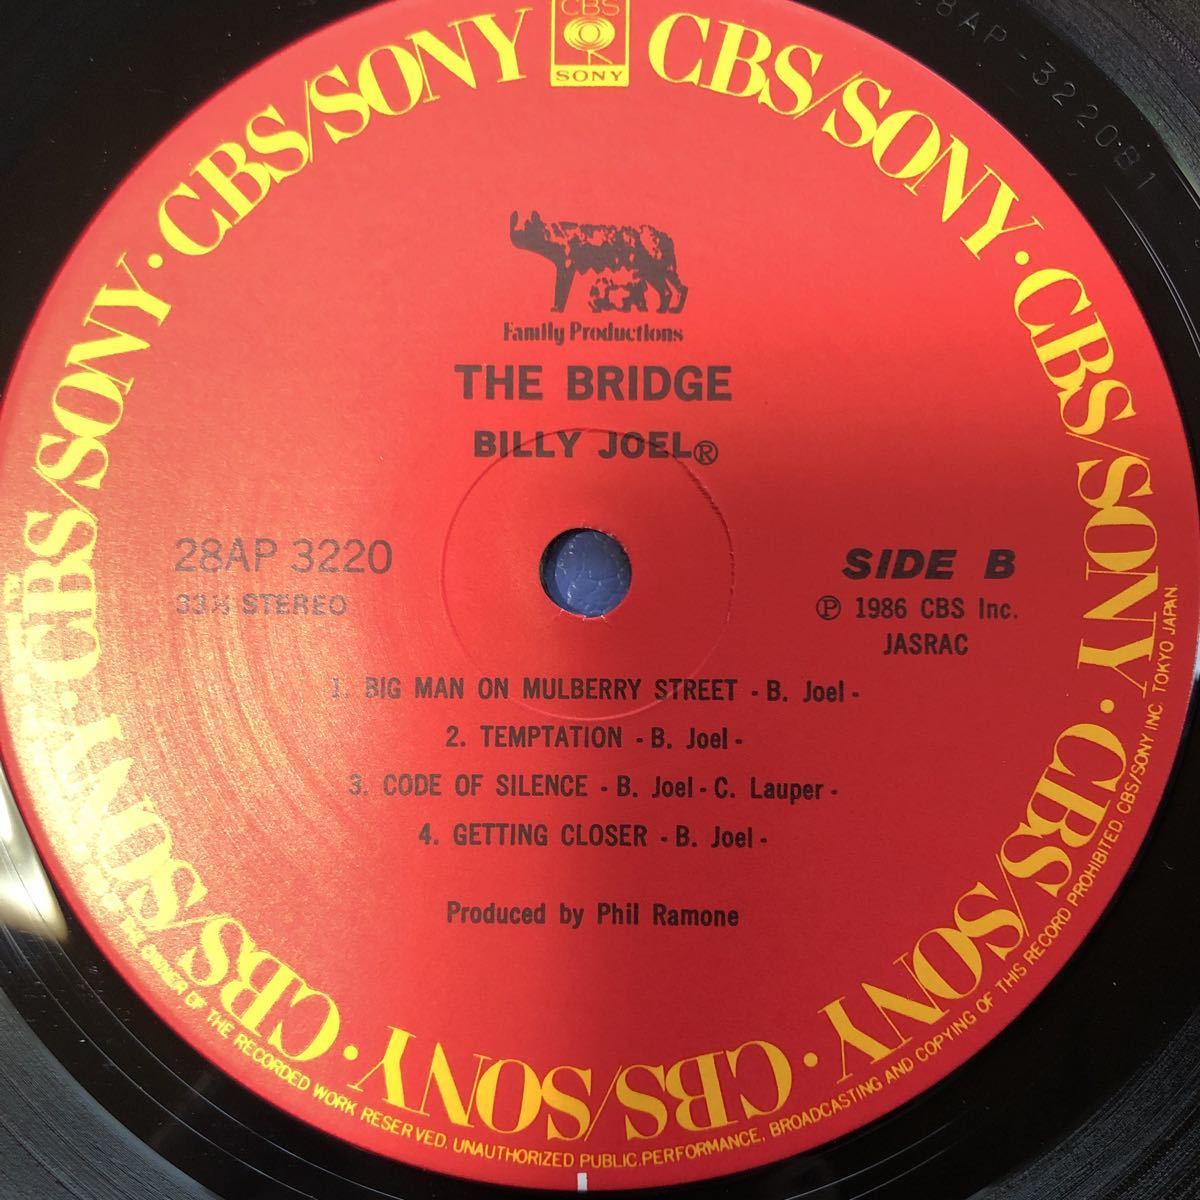 CBS
SONY
CBS/SONY · CBS/SONY · CBS/SONY · CBS/SONY · CBS/SONY · CBS/SONY · CBS/SONY · CBS/SONY · CBS/SONY
28AP-3220·B1
Family Productions
THE BRIDGE
BILLY JOEL®
28AP 3220
33⅓ STEREO
SIDE B
℗ 1986 CBS Inc.
JASRAC
1. BIG MAN ON MULBERRY STREET - B. Joel -
2. TEMPTATION - B. Joel -
3. CODE OF SILENCE - B. Joel - C. Lauper -
4. GETTING CLOSER - B. Joel -
Produced by Phil Ramone
OWNER OF THE RECORDED WORK RESERVED. UNAUTHORIZED PUBLIC.PERFORMANCE, BROADCASTING AND COPYING OF THIS RECORD PROHIBITED. CBS/SONY INC. TOKYO JAPAN.